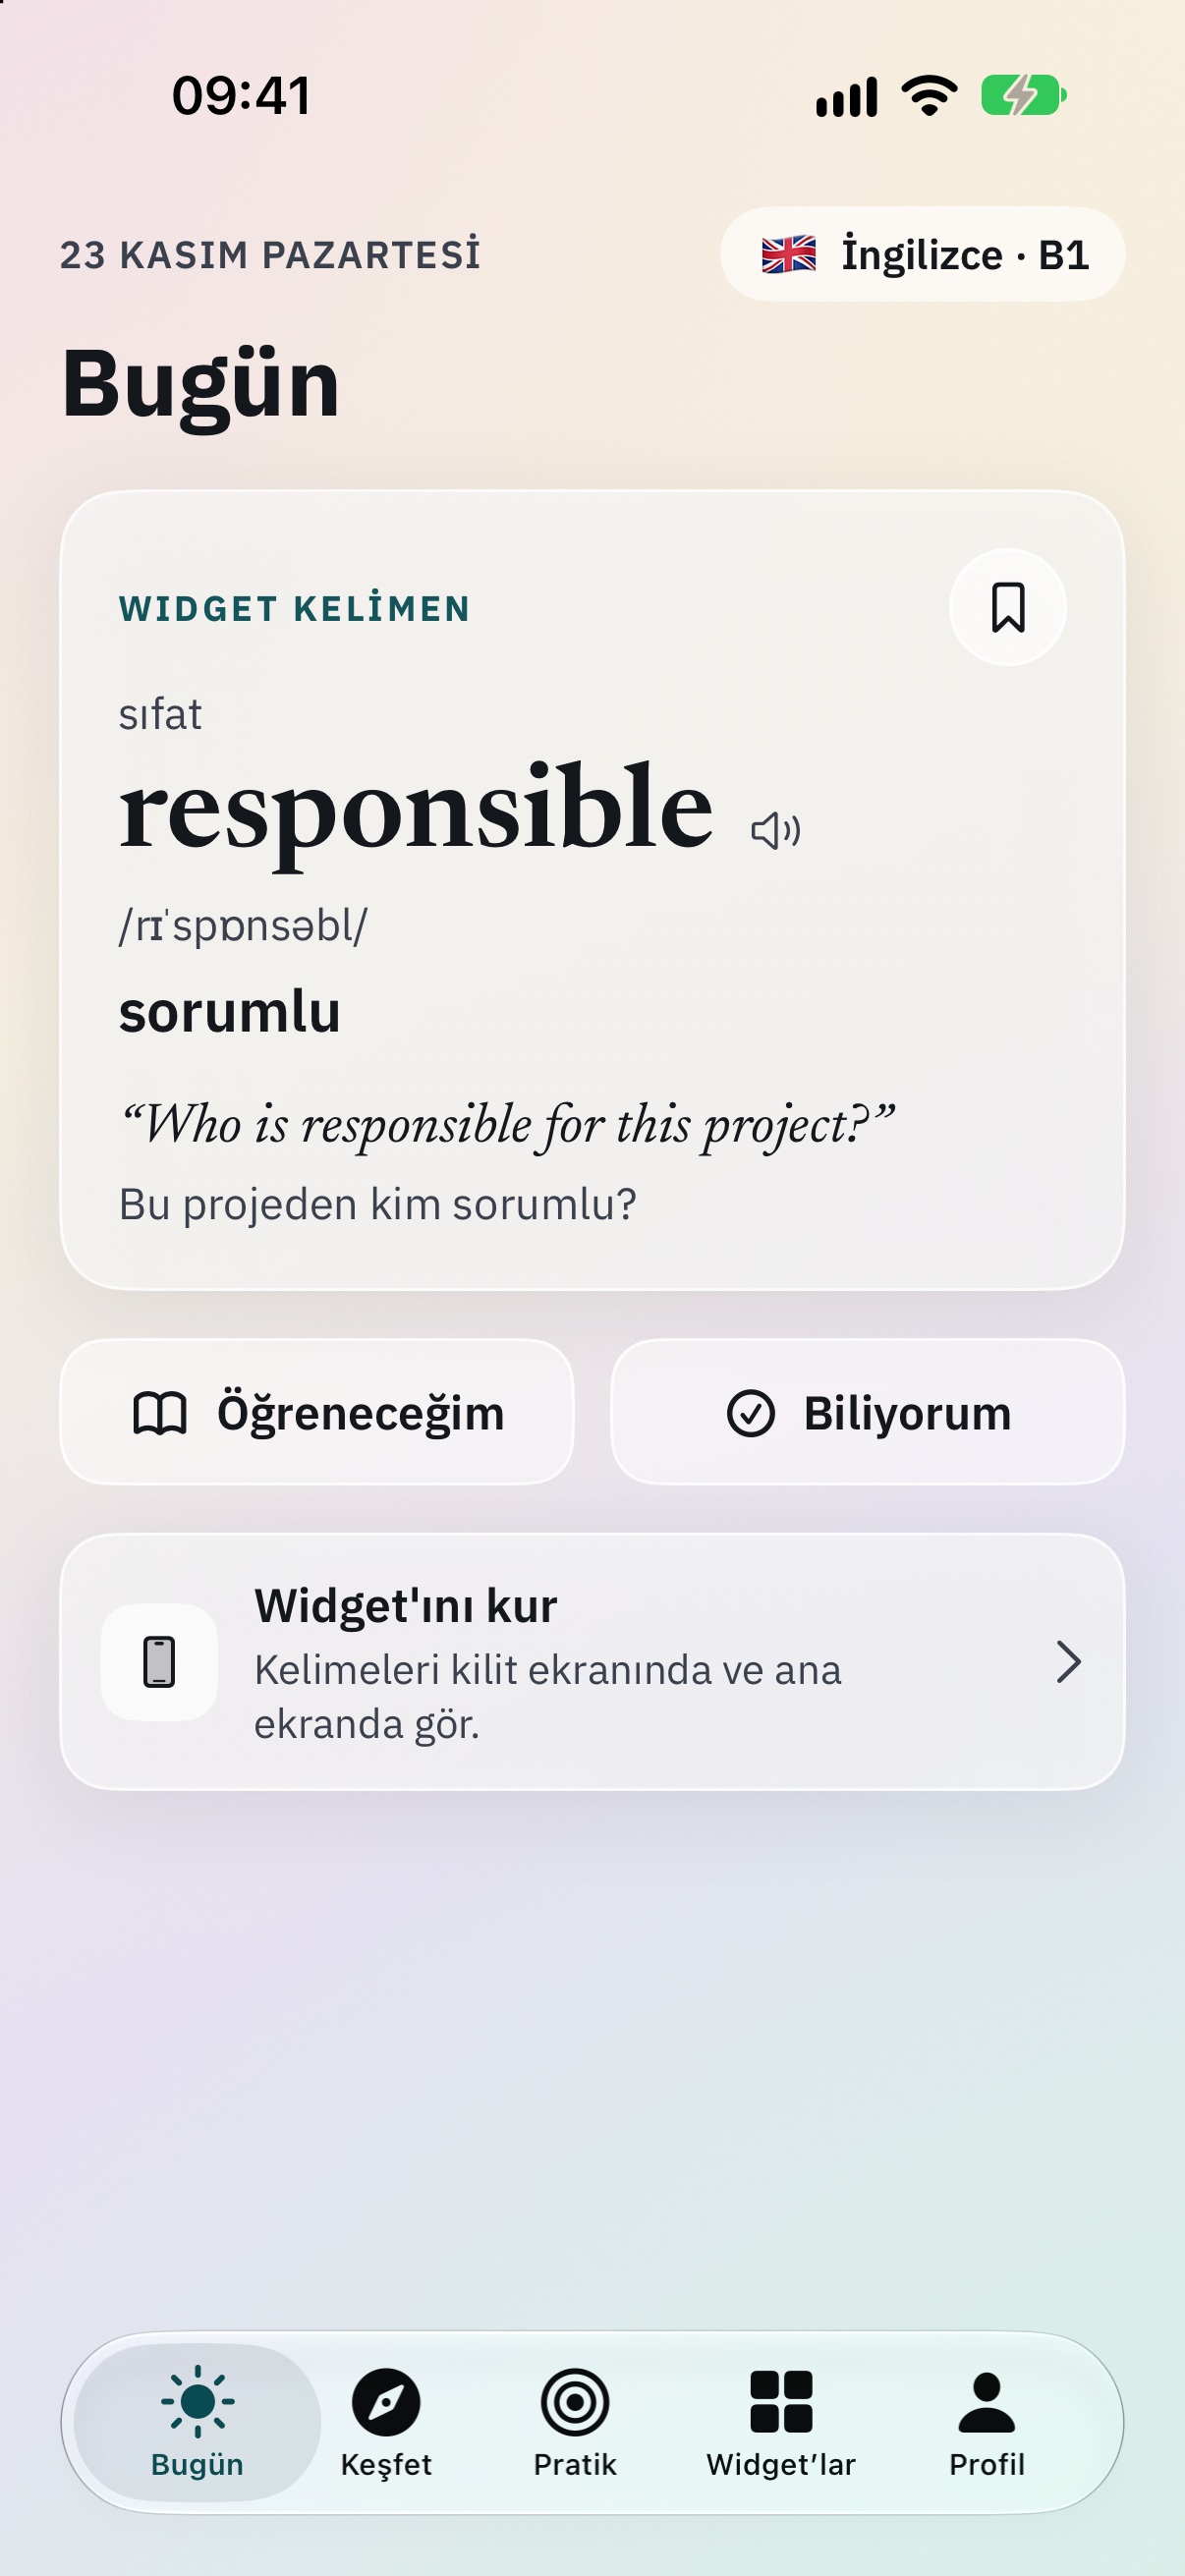 09:41
23 KASIM PAZARTESİ
İngilizce · B1
Bugün
WIDGET KELİMEN
sıfat
responsible
/rɪˈspɒnsəbl/
sorumlu
“Who is responsible for this project?”
Bu projeden kim sorumlu?
Öğreneceğim
Biliyorum
Widget'ını kur
Kelimeleri kilit ekranında ve ana
ekranda gör.
Bugün
Keşfet
Pratik
Widget’lar
Profil